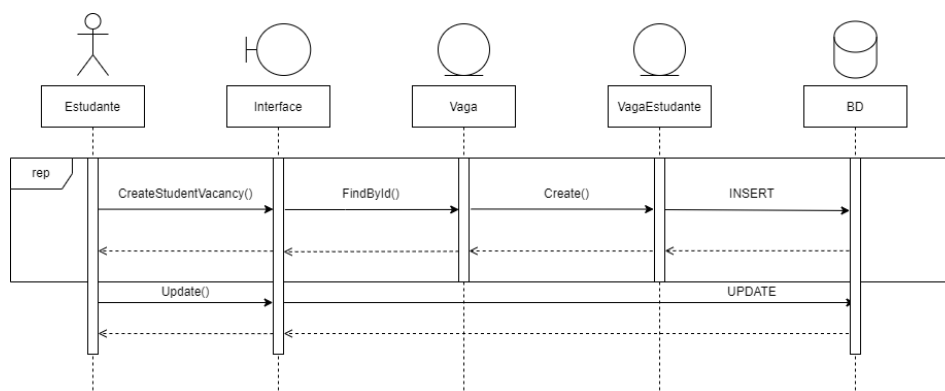 Estudante
Interface
Vaga
VagaEstudante
BD
rep
CreateStudentVacancy()
FindById()
Create()
INSERT
Update()
UPDATE